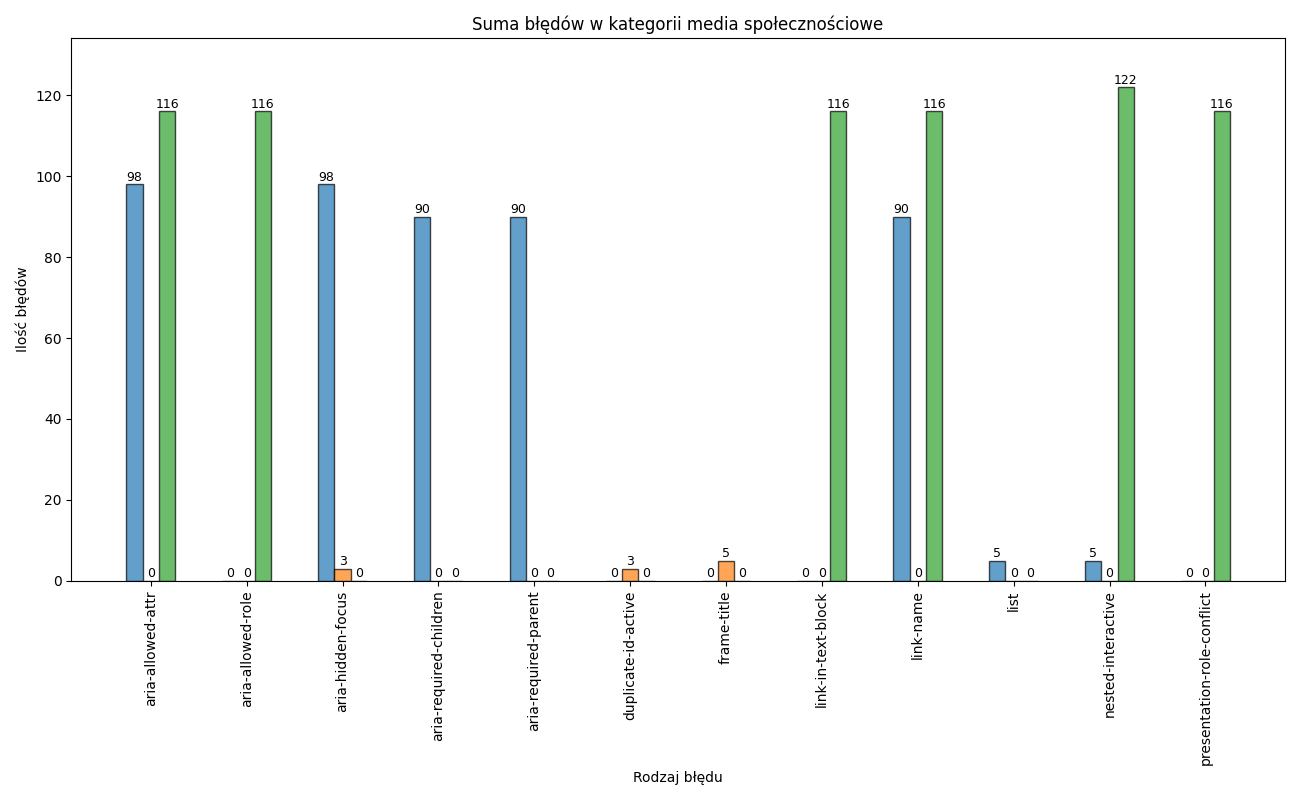 Suma błędów w kategorii media społecznościowe
Ilość błędów
120
100
80
60
40
20
0
98 0 116
0 0 116
98 3 0
90 0 0
90 0 0
0 3 0
0 5 0
0 0 116
90 0 116
5 0 0
5 0 122
0 0 116
aria-allowed-attr
aria-allowed-role
aria-hidden-focus
aria-required-children
aria-required-parent
duplicate-id-active
frame-title
link-in-text-block
link-name
list
nested-interactive
presentation-role-conflict
Rodzaj błędu